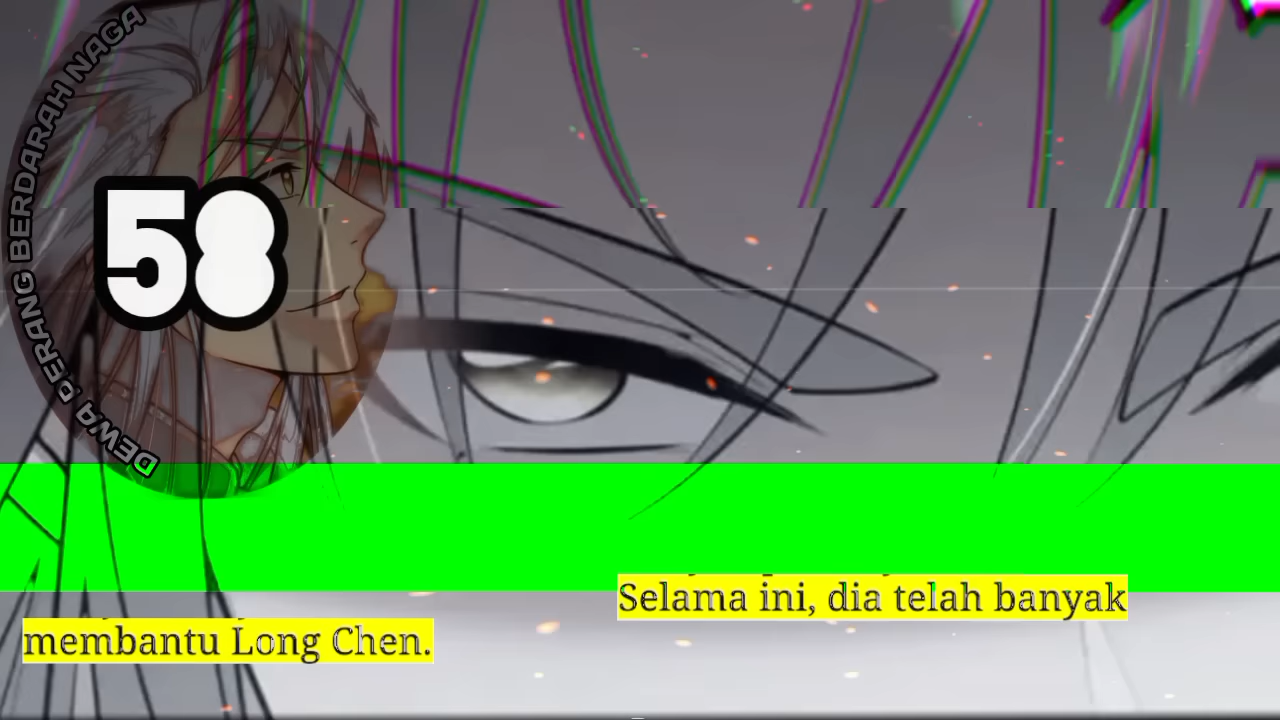 DEWA PERANG BERDARAH NAGA
58
Selama ini, dia telah banyak
membantu Long Chen.